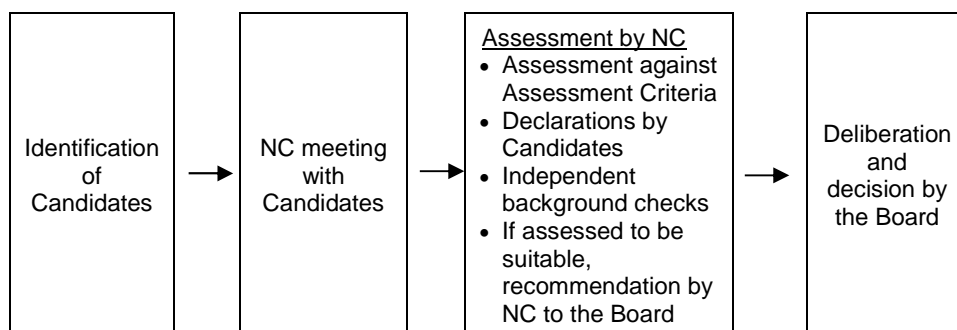 Identification
of
Candidates
NC meeting
with
Candidates
Assessment by NC
• Assessment against
Assessment Criteria
• Declarations by
Candidates
• Independent
background checks
• If assessed to be
suitable,
recommendation by
NC to the Board
Deliberation
and
decision by
the Board